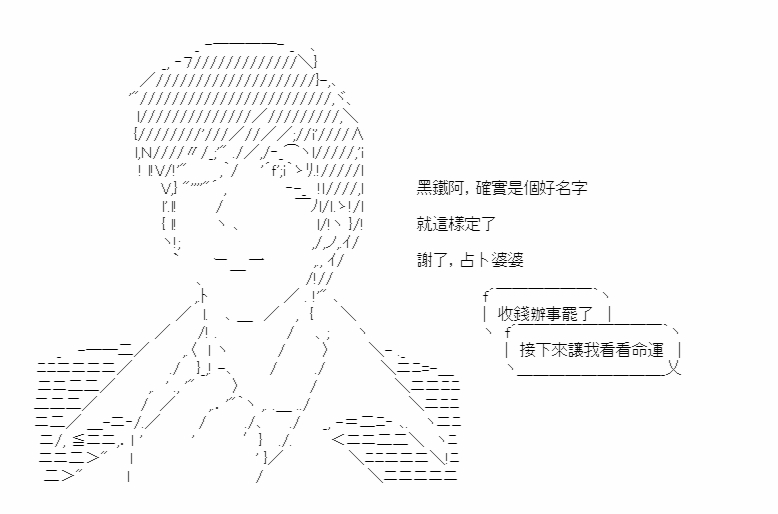 黑鐵阿，確實是個好名字
就這樣定了
謝了，占卜婆婆
收錢辦事罷了
接下來讓我看看命運